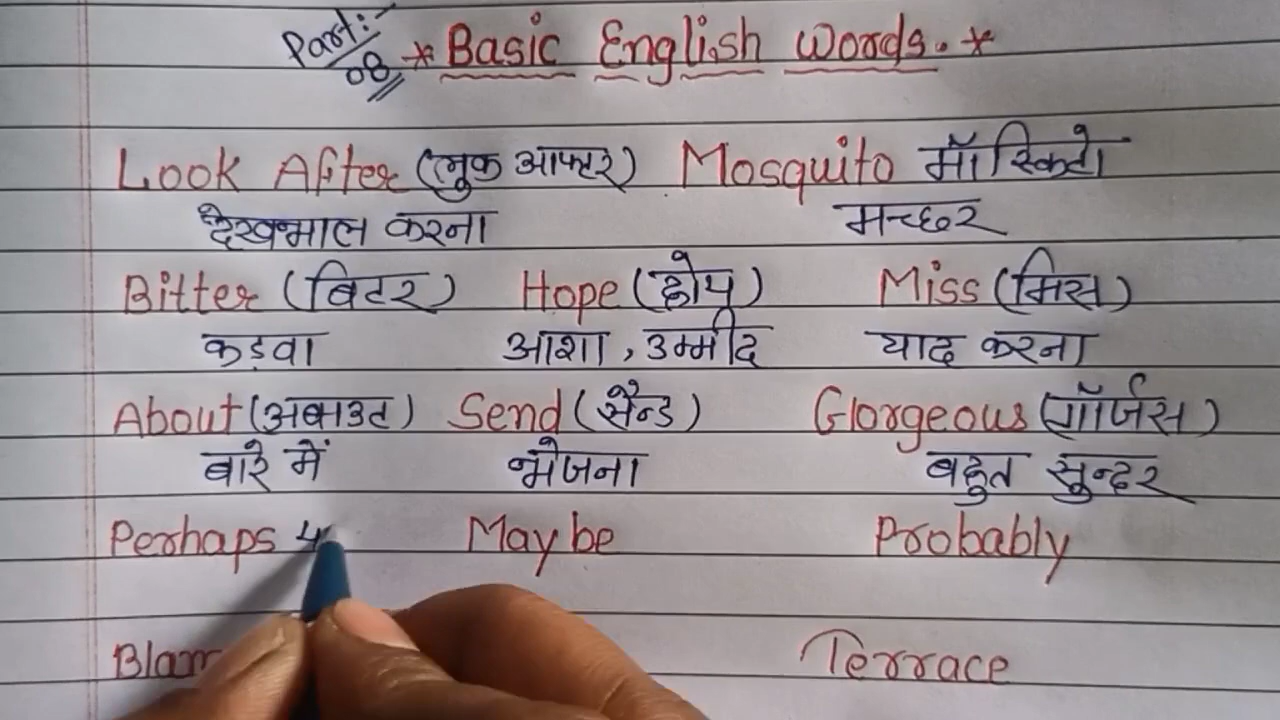 Part:- 08 * Basic English Words. *
Look After (लुक आफ्टर) Mosquito मॉस्किटो
देखभाल करना मच्छर
Bitter (बिटर) Hope (होप) Miss (मिस)
कड़वा आशा, उम्मीद याद करना
About (अबाउट) Send (सैन्ड) Gorgeous (गॉर्जस)
बारे में भेजना बहुत सुन्दर
Perhaps May be Probably
Terrace